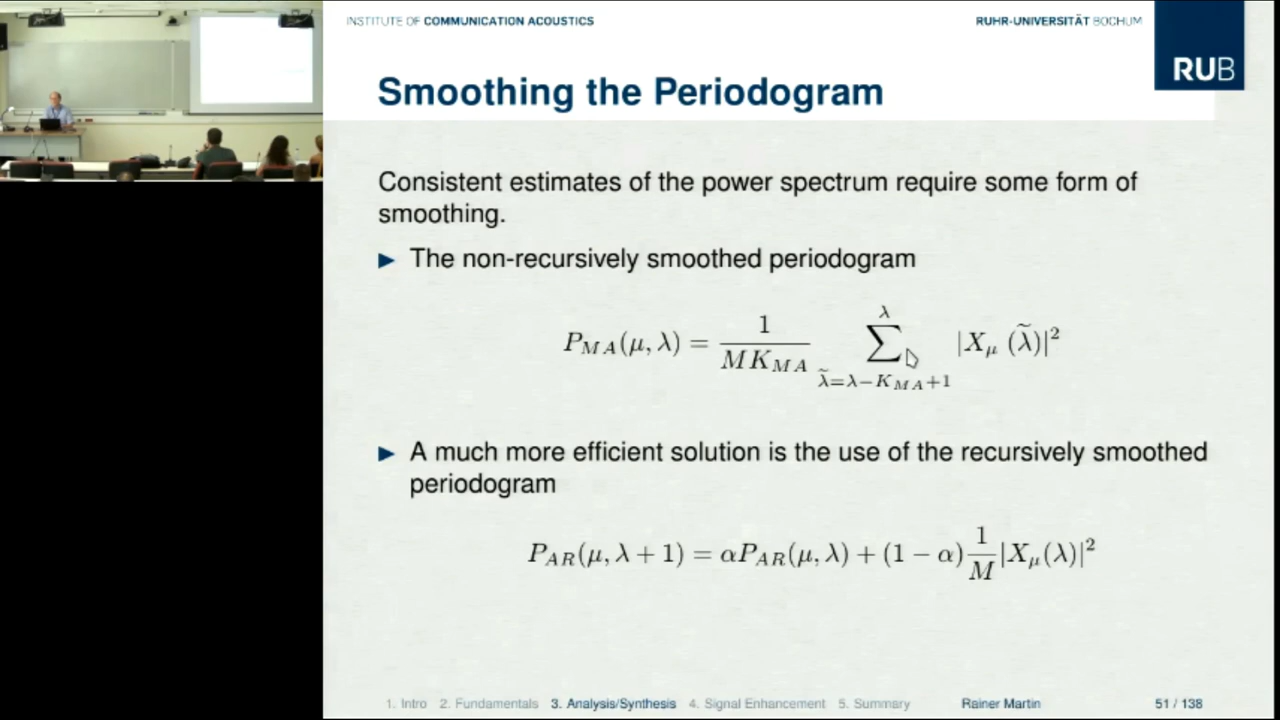 INSTITUTE OF COMMUNICATION ACOUSTICS
RUHR-UNIVERSITÄT BOCHUM
RUB
Smoothing the Periodogram
Consistent estimates of the power spectrum require some form of
smoothing.
► The non-recursively smoothed periodogram
P_{MA}(μ, λ) = \frac{1}{MK_{MA}} \sum_{\tilde{λ}=λ−K_{MA}+1}^{λ} |X_μ(\tilde{λ})|^2
► A much more efficient solution is the use of the recursively smoothed
periodogram
P_{AR}(μ, λ + 1) = αP_{AR}(μ, λ) + (1 − α)\frac{1}{M}|X_μ(λ)|^2
1. Intro 2. Fundamentals 3. Analysis/Synthesis 4. Signal Enhancement 5. Summary Rainer Martin 51 / 138